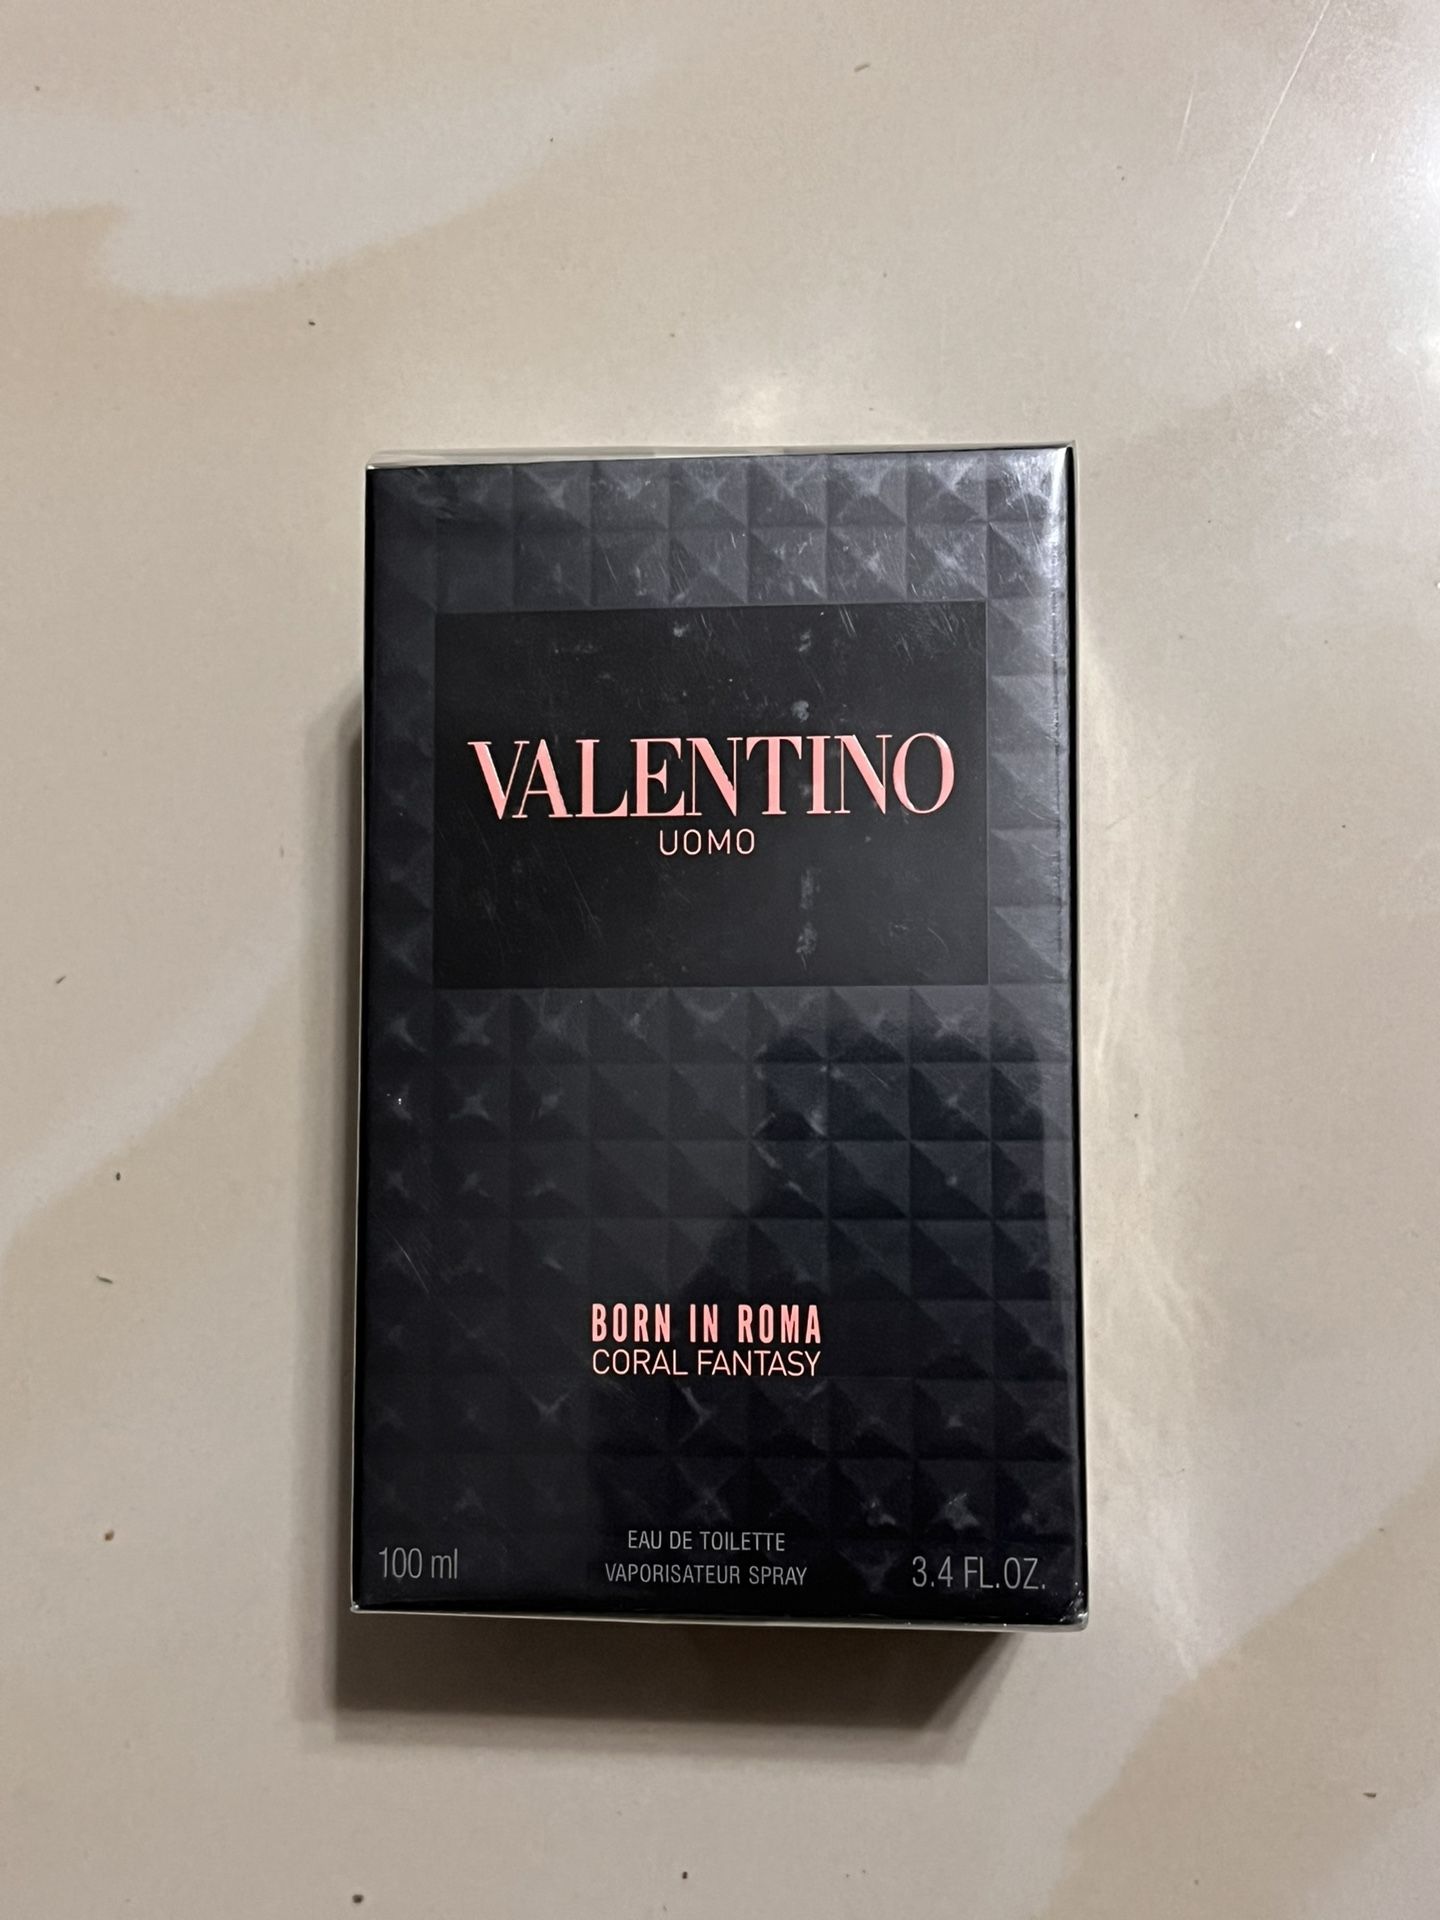 VALENTINO
UOMO
BORN IN ROMA
CORAL FANTASY
EAU DE TOILETTE
100 ml VAPORISATEUR SPRAY 3.4 FL.OZ.